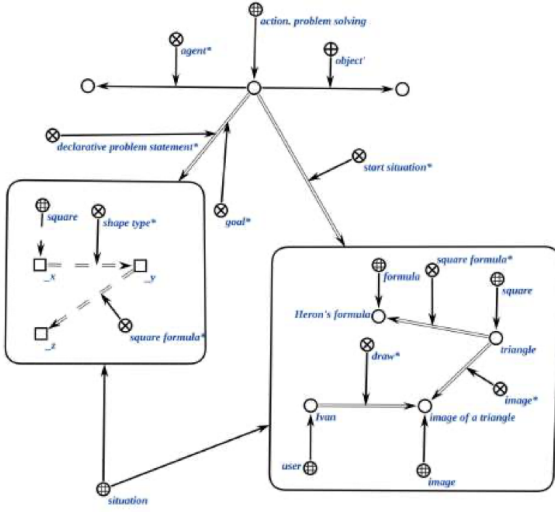 action. problem solving
agent*
object'
declarative problem statement*
start situation*
goal*
square
shape type*
_x
_y
_z
square formula*
situation
formula
square formula*
square
Heron's formula
triangle
draw*
image*
Ivan
image of a triangle
user
image